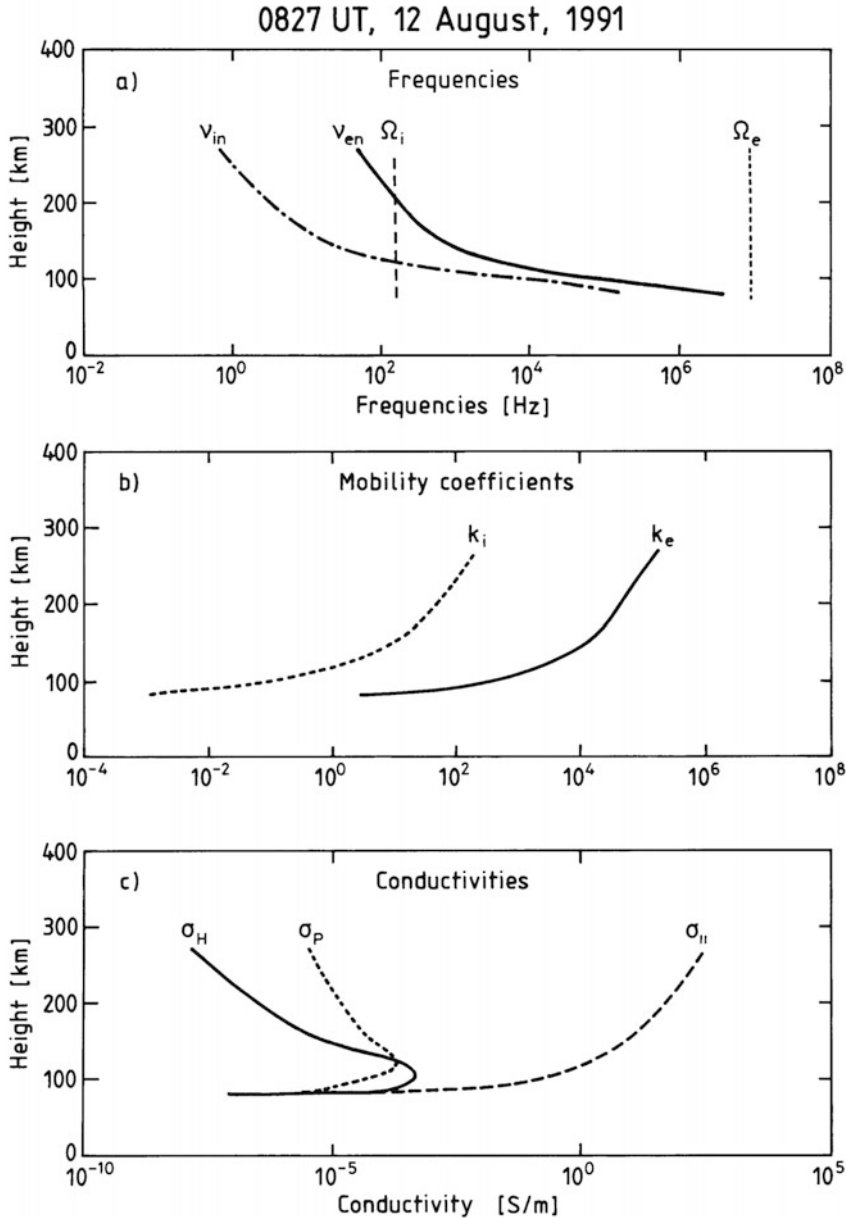 0827 UT, 12 August, 1991
a) Frequencies
ν_in ν_en Ω_i Ω_e
400
300
200
100
0
Height [km]
10^-2 10^0 10^2 10^4 10^6 10^8
Frequencies [Hz]
b) Mobility coefficients
k_i k_e
400
300
200
100
0
Height [km]
10^-4 10^-2 10^0 10^2 10^4 10^6 10^8
c) Conductivities
σ_H σ_P σ_II
400
300
200
100
0
Height [km]
10^-10 10^-5 10^0 10^5
Conductivity [S/m]